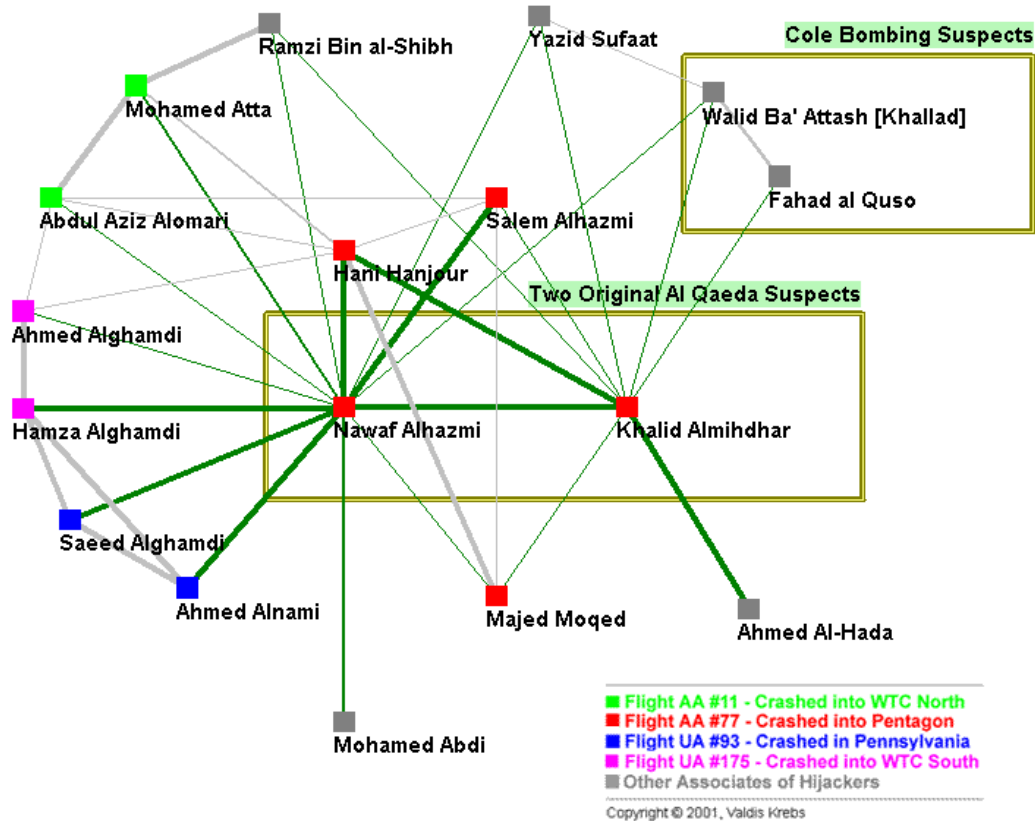 Ramzi Bin al-Shibh
Yazid Sufaat
Cole Bombing Suspects
Mohamed Atta
Walid Ba' Attash [Khallad]
Abdul Aziz Alomari
Salem Alhazmi
Fahad al Quso
Hani Hanjour
Two Original Al Qaeda Suspects
Ahmed Alghamdi
Hamza Alghamdi
Nawaf Alhazmi
Khalid Almihdhar
Saeed Alghamdi
Ahmed Alnami
Majed Moqed
Ahmed Al-Hada
Mohamed Abdi
Flight AA #11 - Crashed into WTC North
Flight AA #77 - Crashed into Pentagon
Flight UA #93 - Crashed in Pennsylvania
Flight UA #175 - Crashed into WTC South
Other Associates of Hijackers
Copyright © 2001, Valdis Krebs